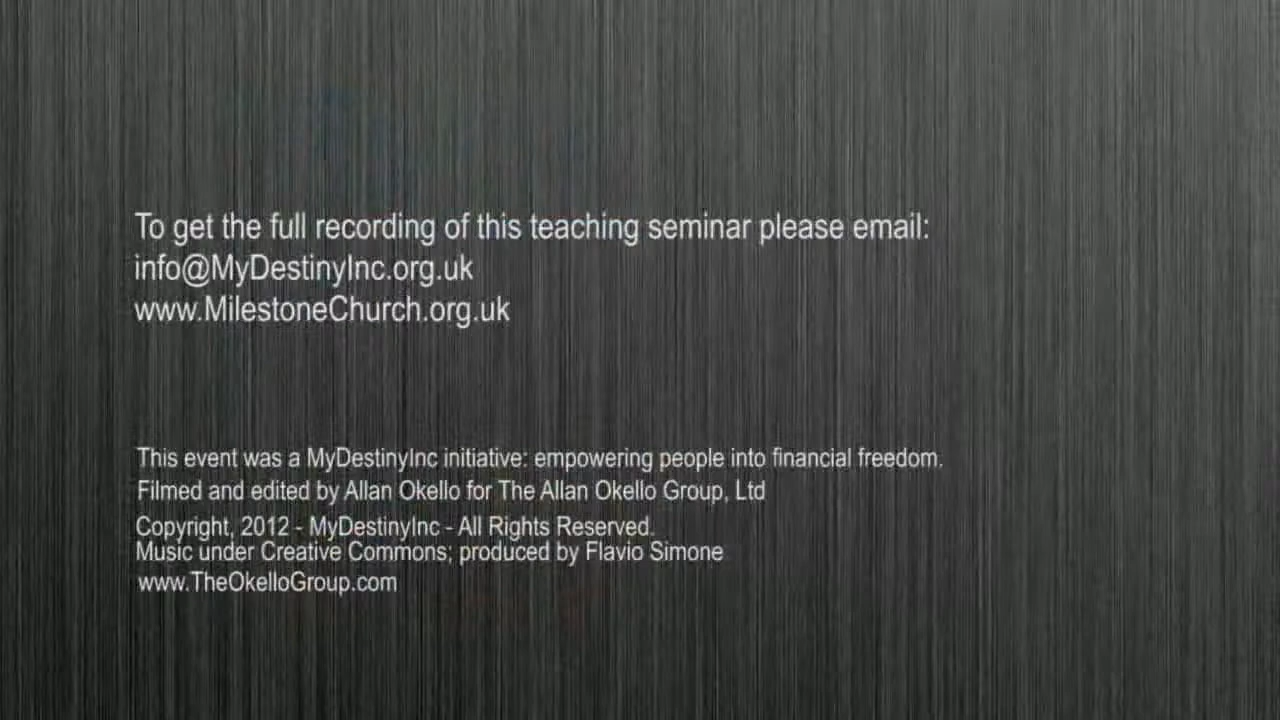 To get the full recording of this teaching seminar please email:
info@MyDestinyInc.org.uk
www.MilestoneChurch.org.uk
This event was a MyDestinyInc initiative: empowering people into financial freedom.
Filmed and edited by Allan Okello for The Allan Okello Group, Ltd
Copyright, 2012 - MyDestinyInc - All Rights Reserved.
Music under Creative Commons; produced by Flavio Simone
www.TheOkelloGroup.com